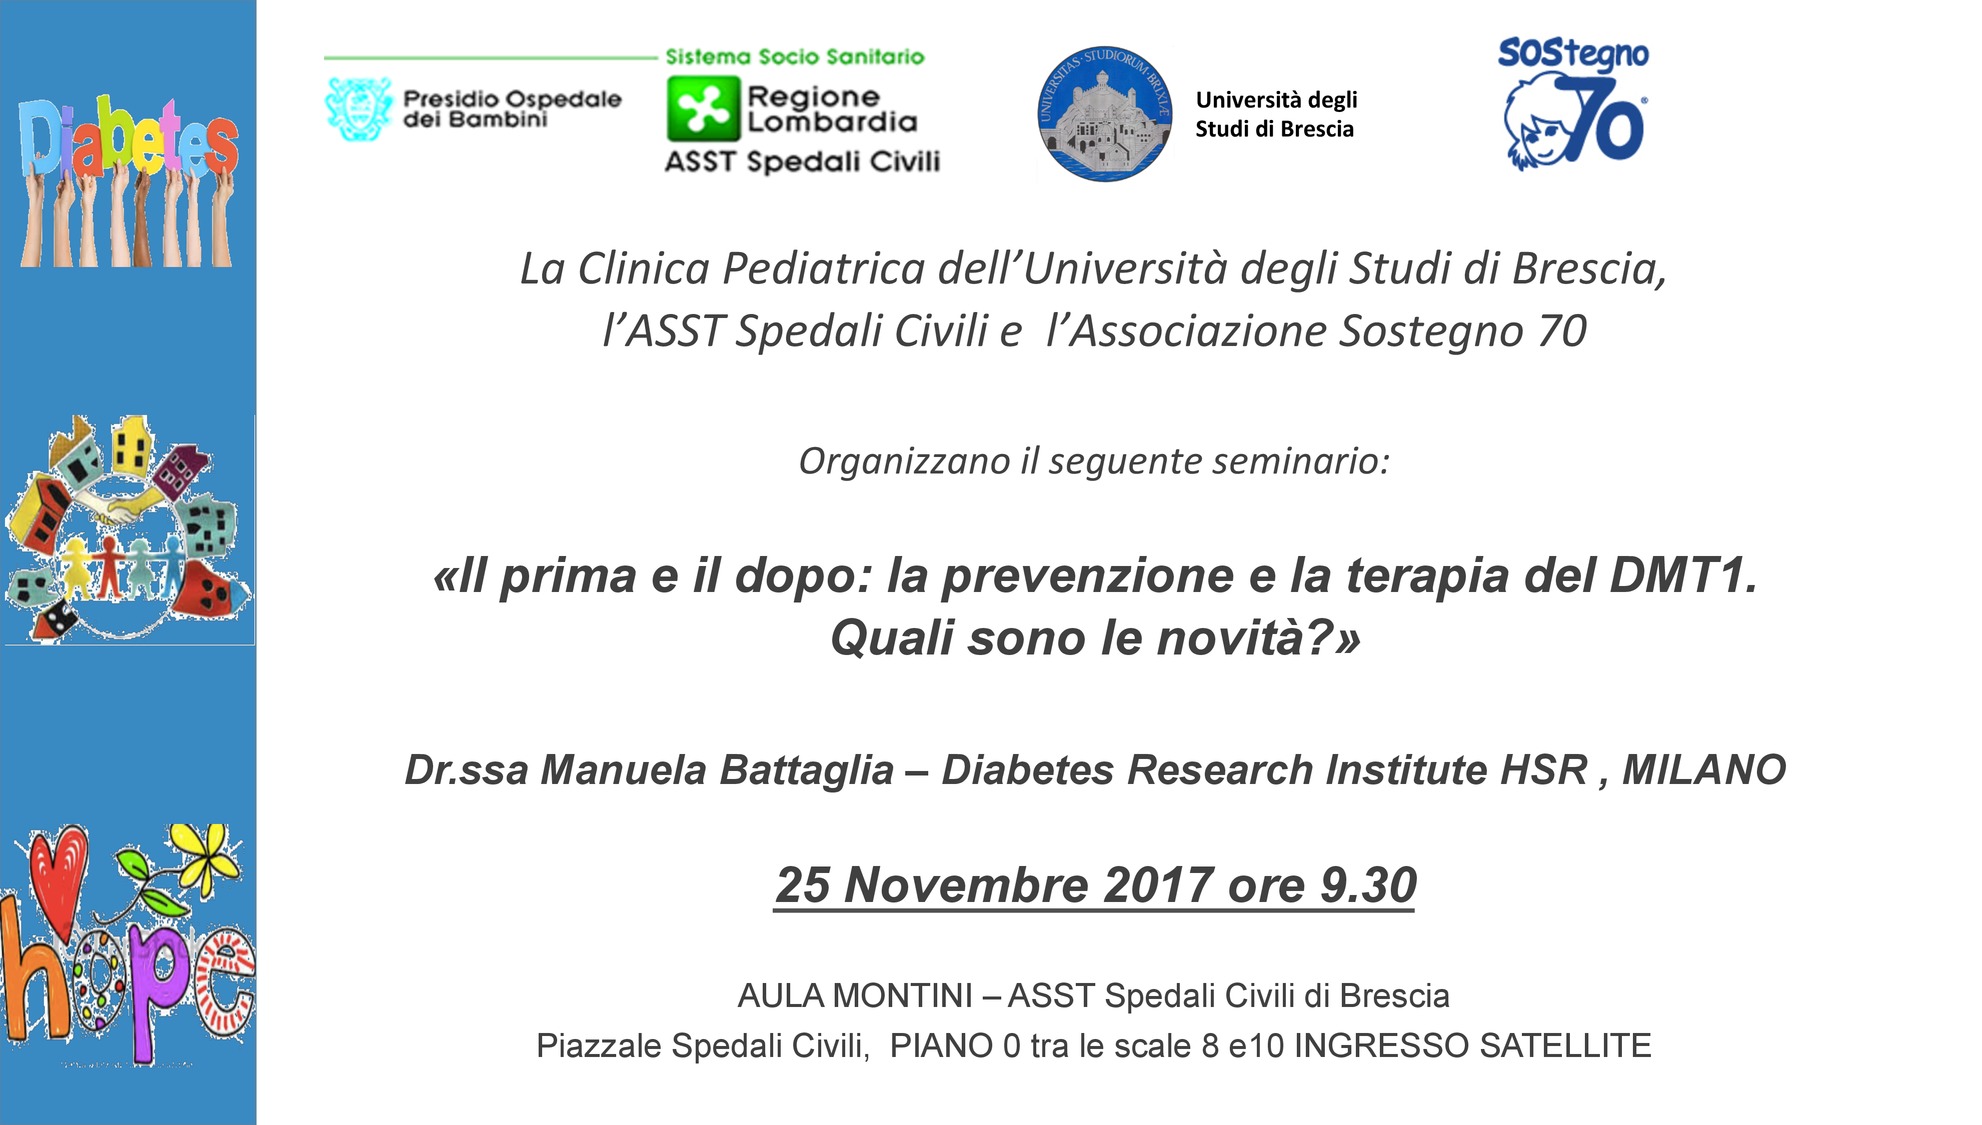 Diabetes
hope
Sistema Socio Sanitario
Presidio Ospedale
dei Bambini
Regione
Lombardia
ASST Spedali Civili
UNIVERSITAS · STUDIORUM · BRIXIÆ
Università degli
Studi di Brescia
SOStegno
70
La Clinica Pediatrica dell’Università degli Studi di Brescia,
l’ASST Spedali Civili e l’Associazione Sostegno 70
Organizzano il seguente seminario:
«Il prima e il dopo: la prevenzione e la terapia del DMT1.
Quali sono le novità?»
Dr.ssa Manuela Battaglia – Diabetes Research Institute HSR , MILANO
25 Novembre 2017 ore 9.30
AULA MONTINI – ASST Spedali Civili di Brescia
Piazzale Spedali Civili, PIANO 0 tra le scale 8 e10 INGRESSO SATELLITE